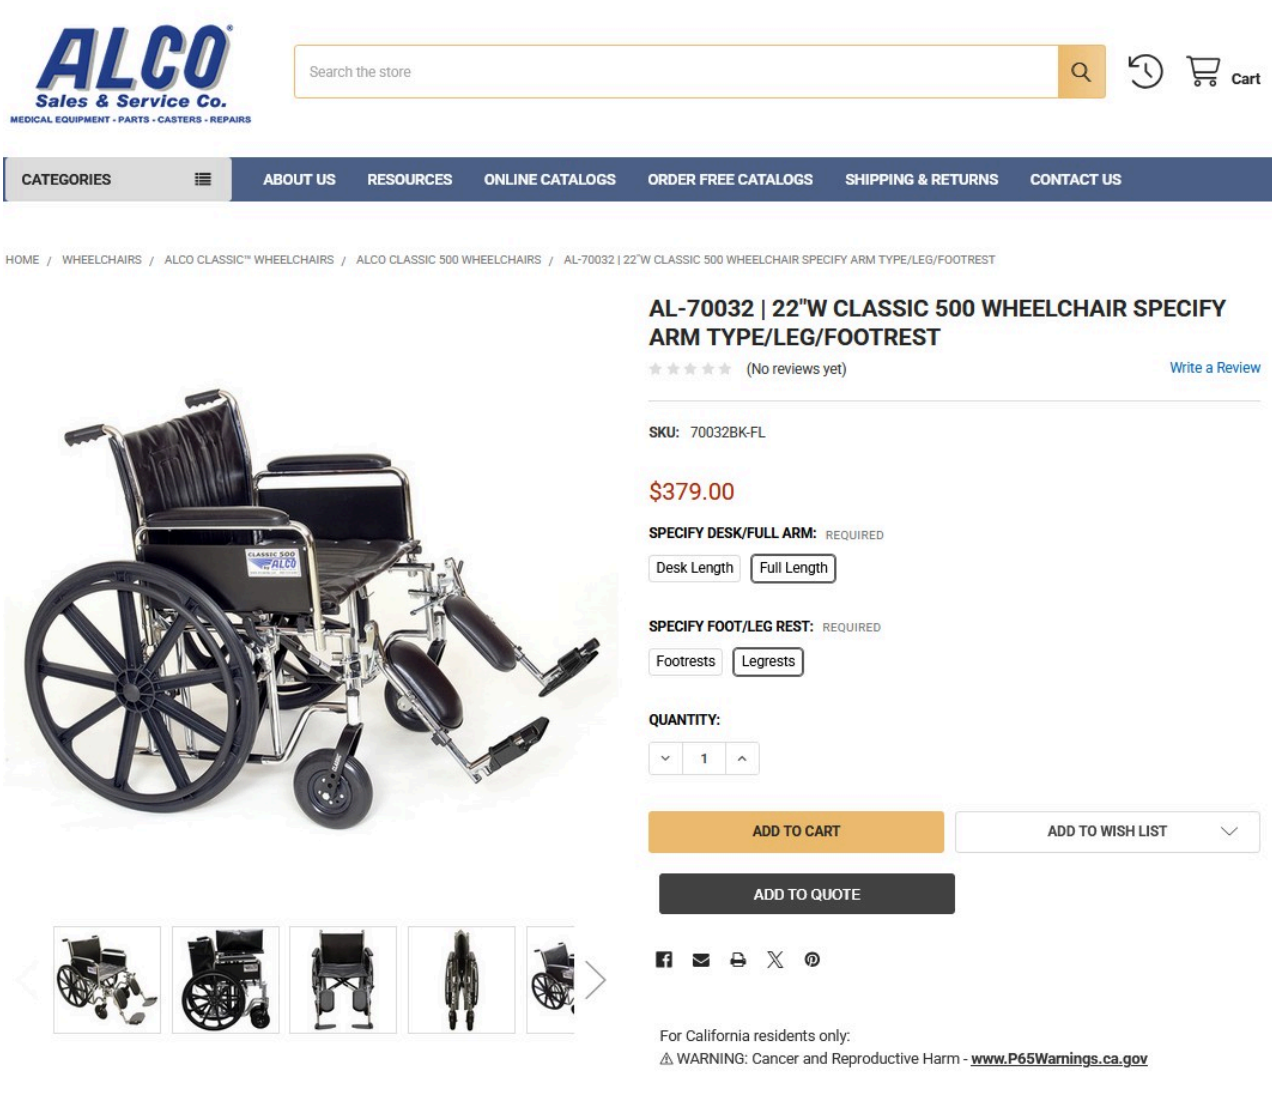 ALCO®
Sales & Service Co.
MEDICAL EQUIPMENT - PARTS - CASTERS - REPAIRS
Search the store
Cart
CATEGORIES
ABOUT US
RESOURCES
ONLINE CATALOGS
ORDER FREE CATALOGS
SHIPPING & RETURNS
CONTACT US
HOME / WHEELCHAIRS / ALCO CLASSIC™ WHEELCHAIRS / ALCO CLASSIC 500 WHEELCHAIRS / AL-70032 | 22"W CLASSIC 500 WHEELCHAIR SPECIFY ARM TYPE/LEG/FOOTREST
CLASSIC 500
by ALCO
AL-70032 | 22"W CLASSIC 500 WHEELCHAIR SPECIFY
ARM TYPE/LEG/FOOTREST
(No reviews yet)
Write a Review
SKU: 70032BK-FL
$379.00
SPECIFY DESK/FULL ARM: REQUIRED
Desk Length
Full Length
SPECIFY FOOT/LEG REST: REQUIRED
Footrests
Legrests
QUANTITY:
1
ADD TO CART
ADD TO WISH LIST
ADD TO QUOTE
For California residents only:
⚠ WARNING: Cancer and Reproductive Harm - www.P65Warnings.ca.gov